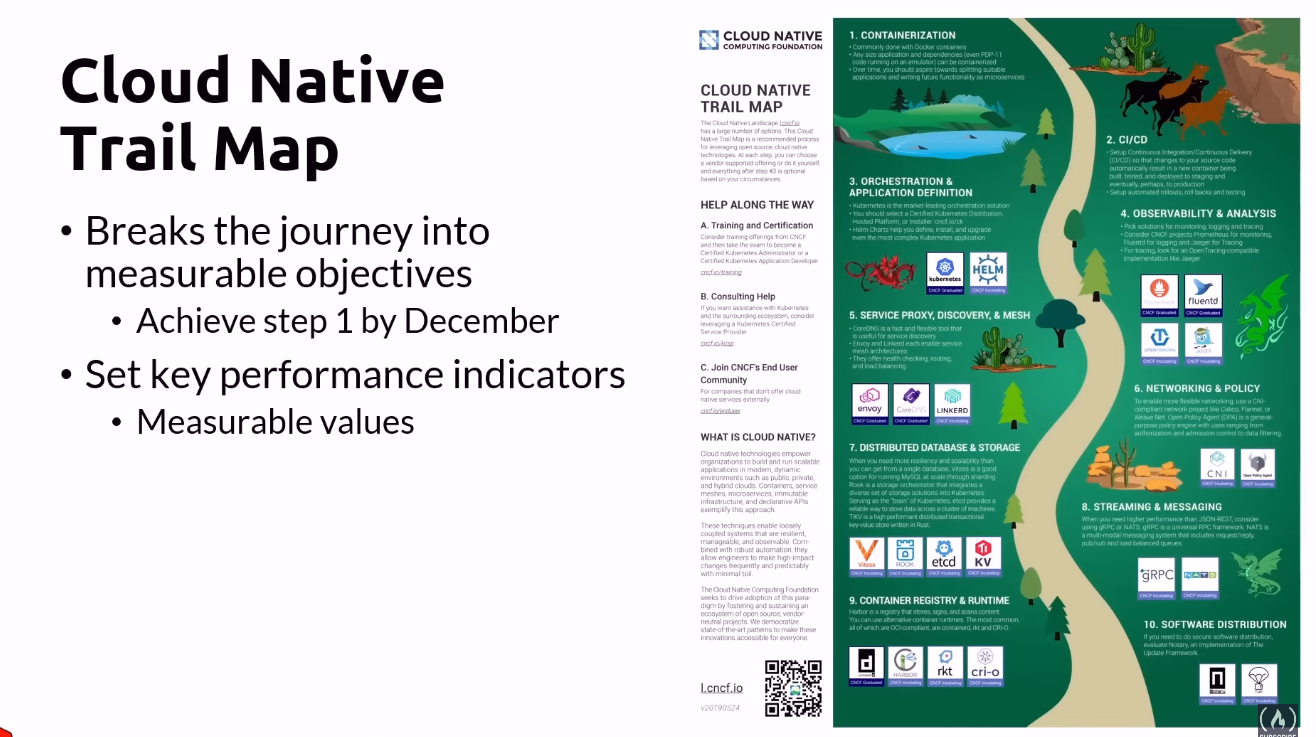 Cloud Native
Trail Map
• Breaks the journey into
measurable objectives
• Achieve step 1 by December
• Set key performance indicators
• Measurable values
CLOUD NATIVE
COMPUTING FOUNDATION
CLOUD NATIVE
TRAIL MAP
The Cloud Native Landscape l.cncf.io
has a large number of options. This Cloud
Native Trail Map is a recommended process
for leveraging open source, cloud native
technologies. At each step, you can choose
a vendor-supported offering or do it yourself,
and everything after step #3 is optional
based on your circumstances.
HELP ALONG THE WAY
A. Training and Certification
Consider training offerings from CNCF
and then take the exam to become a
Certified Kubernetes Administrator or a
Certified Kubernetes Application Developer
cncf.io/training
B. Consulting Help
If you want assistance with Kubernetes
and the surrounding ecosystem, consider
leveraging a Kubernetes Certified
Service Provider
cncf.io/kcsp
C. Join CNCF's End User
Community
For companies that don't offer cloud
native services externally
cncf.io/enduser
WHAT IS CLOUD NATIVE?
Cloud native technologies empower
organizations to build and run scalable
applications in modern, dynamic
environments such as public, private,
and hybrid clouds. Containers, service
meshes, microservices, immutable
infrastructure, and declarative APIs
exemplify this approach.
These techniques enable loosely
coupled systems that are resilient,
manageable, and observable. Com-
bined with robust automation, they
allow engineers to make high-impact
changes frequently and predictably
with minimal toil.
The Cloud Native Computing Foundation
seeks to drive adoption of this para-
digm by fostering and sustaining an
ecosystem of open source, vendor-
neutral projects. We democratize
state-of-the-art patterns to make these
innovations accessible for everyone.
l.cncf.io
v20190524
1. CONTAINERIZATION
• Commonly done with Docker containers
• Any size application and dependencies (even PDP-11
code running on an emulator) can be containerized
• Over time, you should aspire towards splitting suitable
applications and writing future functionality as microservices
2. CI/CD
• Setup Continuous Integration/Continuous Delivery
(CI/CD) so that changes to your source code
automatically result in a new container being
built, tested, and deployed to staging and
eventually, perhaps, to production
• Setup automated rollouts, roll backs and testing
3. ORCHESTRATION &
APPLICATION DEFINITION
• Kubernetes is the market-leading orchestration solution
• You should select a Certified Kubernetes Distribution,
Hosted Platform, or Installer: cncf.io/ck
• Helm Charts help you define, install, and upgrade
even the most complex Kubernetes application
kubernetes
CNCF Graduated
HELM
CNCF Incubating
4. OBSERVABILITY & ANALYSIS
• Pick solutions for monitoring, logging and tracing
• Consider CNCF projects Prometheus for monitoring,
Fluentd for logging and Jaeger for Tracing
• For tracing, look for an OpenTracing-compatible
implementation like Jaeger
Prometheus
CNCF Graduated
fluentd
CNCF Graduated
OPENTRACING
CNCF Incubating
JAEGER
CNCF Incubating
5. SERVICE PROXY, DISCOVERY, & MESH
• CoreDNS is a fast and flexible tool that
is useful for service discovery
• Envoy and Linkerd each enable service
mesh architectures
• They offer health checking, routing,
and load balancing
envoy
CNCF Graduated
CoreDNS
CNCF Graduated
LINKERD
CNCF Incubating
6. NETWORKING & POLICY
To enable more flexible networking, use a CNI-
compliant network project like Calico, Flannel, or
Weave Net. Open Policy Agent (OPA) is a general-
purpose policy engine with uses ranging from
authorization and admission control to data filtering.
CNI
CNCF Incubating
Open Policy Agent
CNCF Incubating
7. DISTRIBUTED DATABASE & STORAGE
When you need more resiliency and scalability than
you can get from a single database, Vitess is a good
option for running MySQL at scale through sharding.
Rook is a storage orchestrator that integrates a
diverse set of storage solutions into Kubernetes.
Serving as the "brain" of Kubernetes, etcd provides a
reliable way to store data across a cluster of machines.
TiKV is a high performant distributed transactional
key-value store written in Rust.
Vitess
CNCF Incubating
ROOK
CNCF Incubating
etcd
CNCF Incubating
KV
CNCF Incubating
8. STREAMING & MESSAGING
When you need higher performance than JSON-REST, consider
using gRPC or NATS. gRPC is a universal RPC framework. NATS is
a multi-modal messaging system that includes request/reply,
pub/sub and load balanced queues.
gRPC
CNCF Incubating
NATS
CNCF Incubating
9. CONTAINER REGISTRY & RUNTIME
Harbor is a registry that stores, signs, and scans content.
You can use alternative container runtimes. The most common,
all of which are OCI-compliant, are containerd, rkt and CRI-O.
CNCF Graduated
HARBOR
CNCF Incubating
rkt
CNCF Incubating
cri-o
CNCF Incubating
10. SOFTWARE DISTRIBUTION
If you need to do secure software distribution,
evaluate Notary, an implementation of The
Update Framework.
Notary
CNCF Incubating
CNCF Incubating
SUBSCRIBE